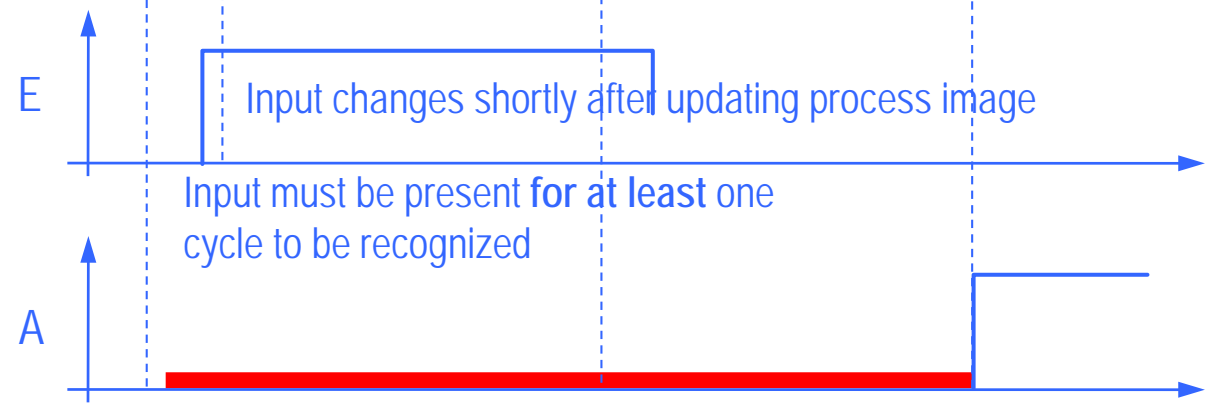 E
Input changes shortly after updating process image
Input must be present for at least one
cycle to be recognized
A